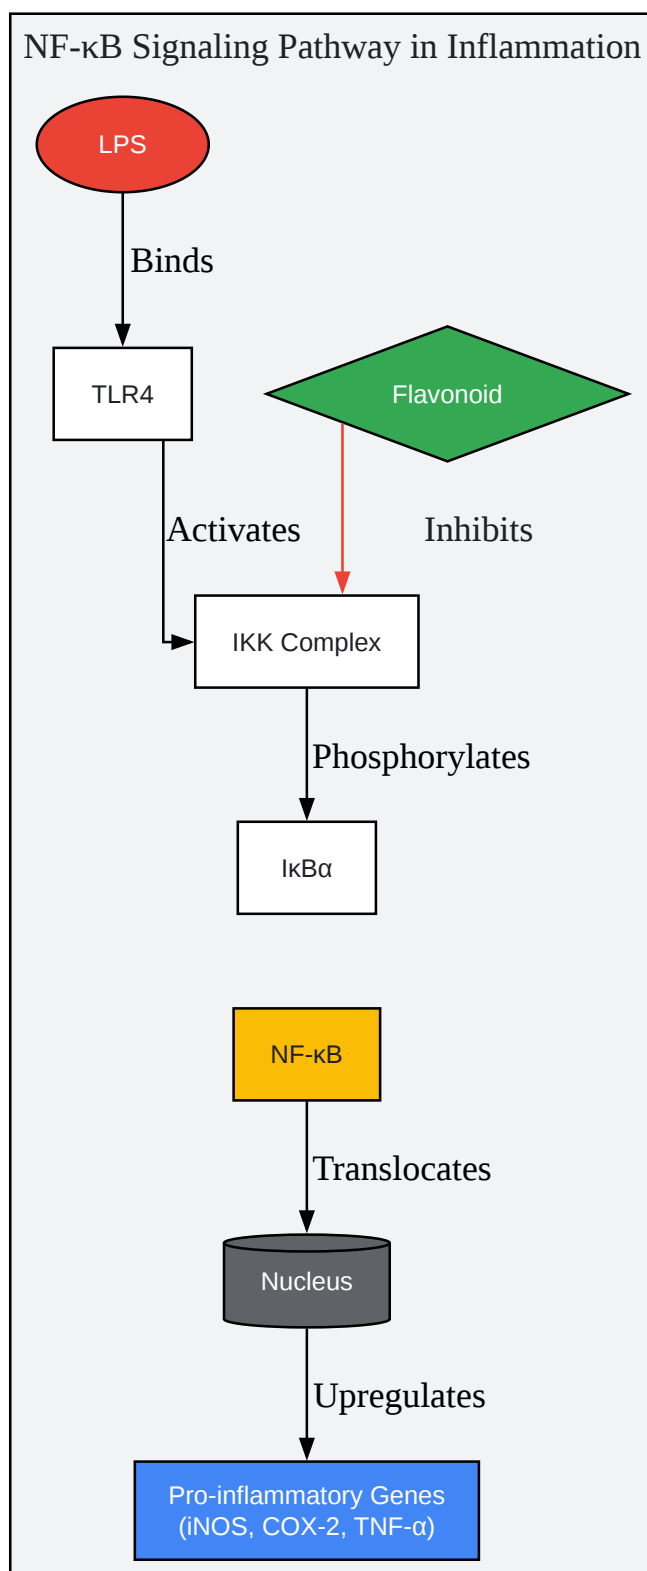 NF-κB Signaling Pathway in Inflammation
LPS
Binds
TLR4
Flavonoid
Activates
Inhibits
IKK Complex
Phosphorylates
IκBα
NF-κB
Translocates
Nucleus
Upregulates
Pro-inflammatory Genes
(iNOS, COX-2, TNF-α)